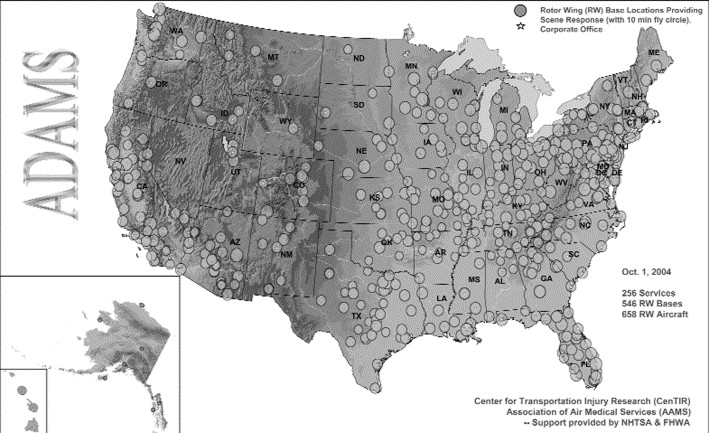 Rotor Wing (RW) Base Locations Providing
Scene Response (with 10 min fly circle).
Corporate Office
ADAMS
WA
MT
ND
MN
ME
OR
ID
WY
SD
WI
MI
VT
NH
NY
MA
CT
RI
NV
UT
CO
NE
IA
IL
IN
OH
PA
NJ
MD
DE
DE
WV
VA
CA
KS
MO
KY
NC
AZ
NM
OK
AR
TN
SC
MS
AL
GA
TX
LA
FL
Oct. 1, 2004
256 Services
546 RW Bases
658 RW Aircraft
Center for Transportation Injury Research (CenTIR)
Association of Air Medical Services (AAMS)
-- Support provided by NHTSA & FHWA